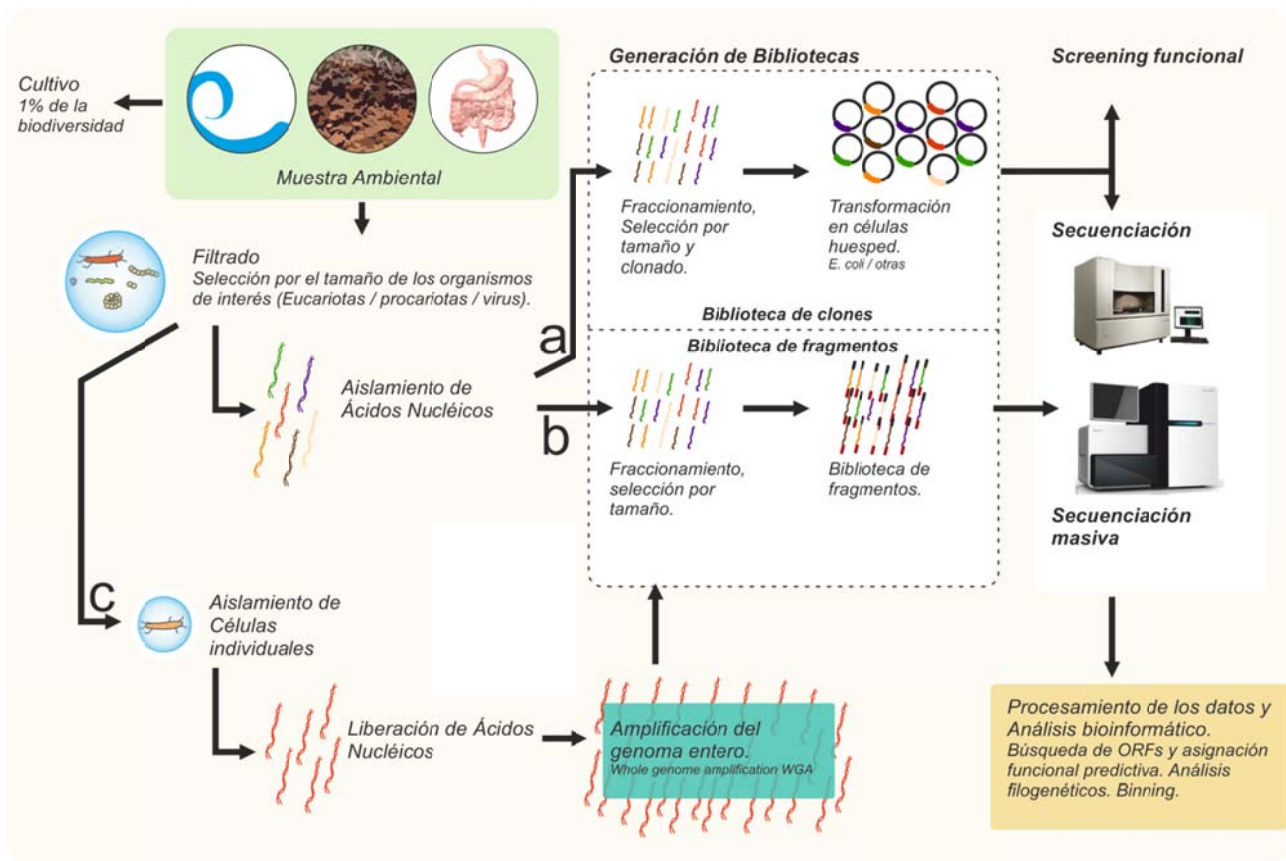 Cultivo
1% de la
biodiversidad
Muestra Ambiental
Filtrado
Selección por el tamaño de los organismos
de interés (Eucariotas / procariotas / virus).
Aislamiento de
Ácidos Nucléicos
a
b
c
Generación de Bibliotecas
Fraccionamiento,
Selección por
tamaño y
clonado.
Transformación
en células
huesped.
E. coli / otras
Biblioteca de clones
Biblioteca de fragmentos
Fraccionamiento,
selección por
tamaño.
Biblioteca de
fragmentos.
Screening funcional
Secuenciación
Secuenciación
masiva
Aislamiento de
Células
individuales
Liberación de Ácidos
Nucléicos
Amplificación del
genoma entero.
Whole genome amplification WGA
Procesamiento de los datos y
Análisis bioinformático.
Búsqueda de ORFs y asignación
funcional predictiva. Análisis
filogenéticos. Binning.